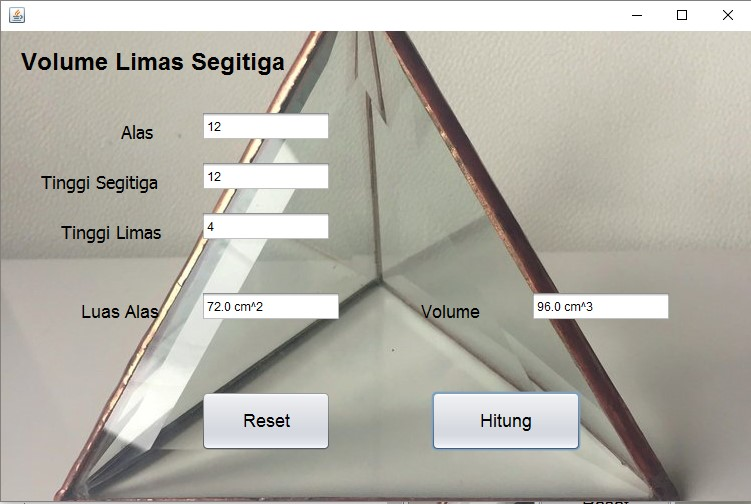 Volume Limas Segitiga
Alas 12
Tinggi Segitiga 12
Tinggi Limas 4
Luas Alas 72.0 cm^2 Volume 96.0 cm^3
Reset Hitung